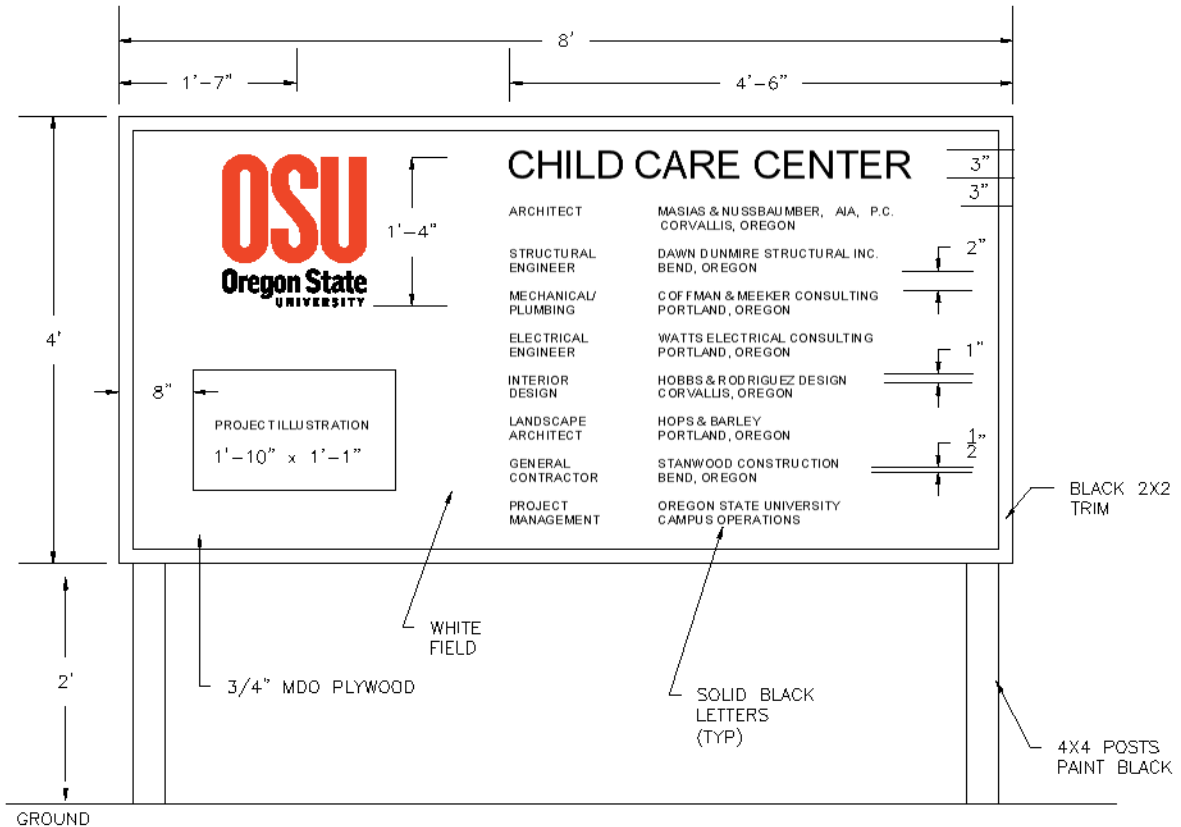 8'
1'-7"
4'-6"
OSU
Oregon State
UNIVERSITY
1'-4"
CHILD CARE CENTER
3"
3"
ARCHITECT MASIAS & NUSSBAUMBER, AIA, P.C.
CORVALLIS, OREGON
STRUCTURAL DAWN DUNMIRE STRUCTURAL INC.
ENGINEER BEND, OREGON
2"
MECHANICAL/ COFFMAN & MEEKER CONSULTING
PLUMBING PORTLAND, OREGON
ELECTRICAL WATTS ELECTRICAL CONSULTING
ENGINEER PORTLAND, OREGON
1"
INTERIOR HOBBS & RODRIGUEZ DESIGN
DESIGN CORVALLIS, OREGON
LANDSCAPE HOPS & BARLEY
ARCHITECT PORTLAND, OREGON
1/2"
GENERAL STANWOOD CONSTRUCTION
CONTRACTOR BEND, OREGON
PROJECT OREGON STATE UNIVERSITY
MANAGEMENT CAMPUS OPERATIONS
4'
8"
PROJECT ILLUSTRATION
1'-10" x 1'-1"
BLACK 2X2
TRIM
WHITE
FIELD
2'
3/4" MDO PLYWOOD
SOLID BLACK
LETTERS
(TYP)
4X4 POSTS
PAINT BLACK
GROUND